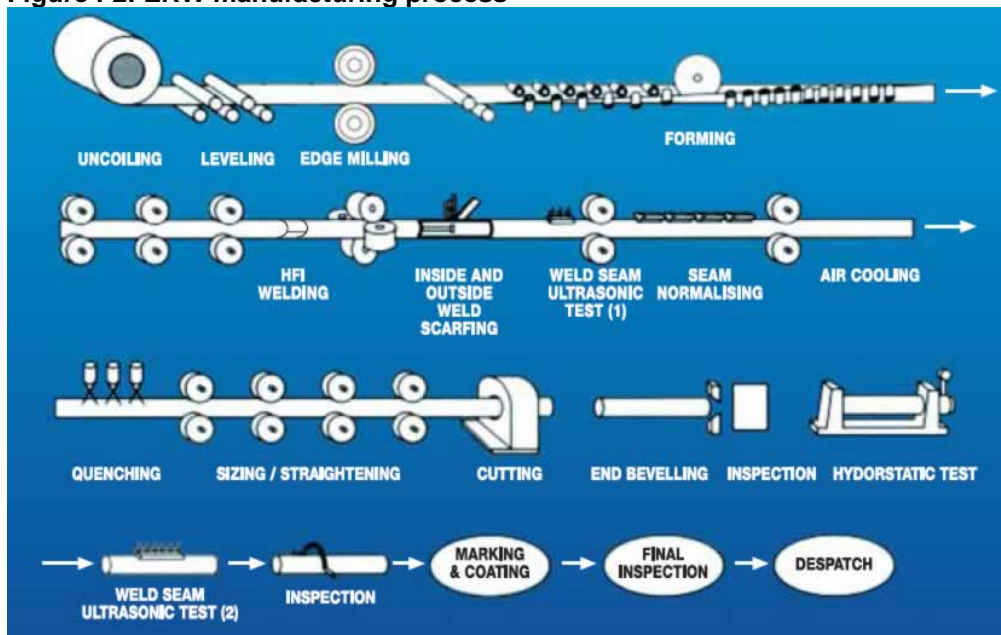 UNCOILING
LEVELING
EDGE MILLING
FORMING
HFI
WELDING
INSIDE AND
OUTSIDE
WELD
SCARFING
WELD SEAM
ULTRASONIC
TEST (1)
SEAM
NORMALISING
AIR COOLING
QUENCHING
SIZING / STRAIGHTENING
CUTTING
END BEVELLING
INSPECTION
HYDORSTATIC TEST
WELD SEAM
ULTRASONIC TEST (2)
INSPECTION
MARKING
& COATING
FINAL
INSPECTION
DESPATCH